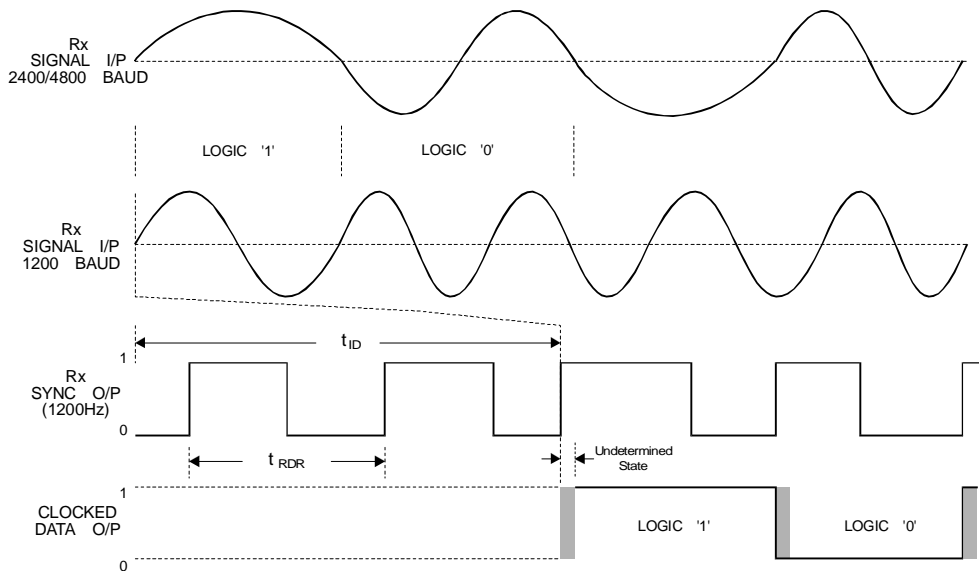 Rx
SIGNAL I/P
2400/4800 BAUD
LOGIC '1' LOGIC '0'
Rx
SIGNAL I/P
1200 BAUD
t ID
1
Rx
SYNC O/P
(1200Hz)
0
t RDR
Undetermined
State
1
CLOCKED
DATA O/P
LOGIC '1' LOGIC '0'
0